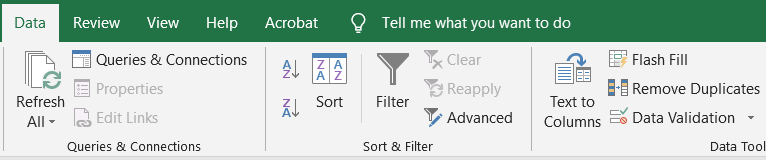 Data Review View Help Acrobat Tell me what you want to do
Refresh All
Queries & Connections
Properties
Edit Links
Queries & Connections
A Z
Z A
Z A A Z
Sort
Filter
Clear
Reapply
Advanced
Sort & Filter
Text to Columns
Flash Fill
Remove Duplicates
Data Validation
Data Tool